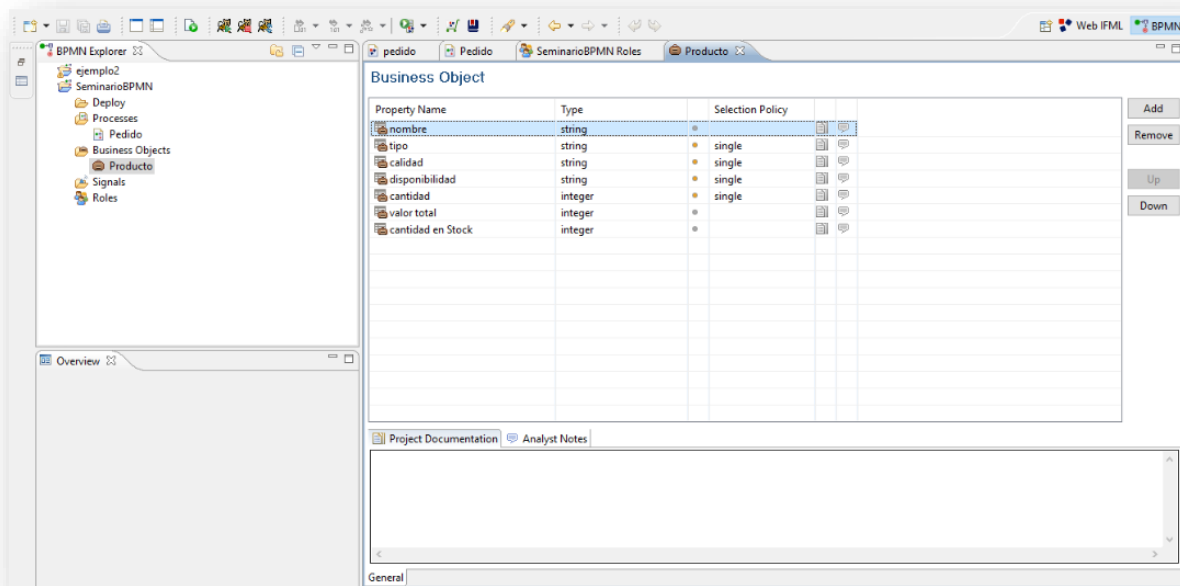 Web IFML BPMN
BPMN Explorer
ejemplo2
SeminarioBPMN
Deploy
Processes
Pedido
Business Objects
Producto
Signals
Roles
Overview
pedido Pedido SeminarioBPMN Roles Producto
Business Object
Property Name Type Selection Policy
nombre string
tipo string single
calidad string single
disponibilidad string single
cantidad integer single
valor total integer
cantidad en Stock integer
Add
Remove
Up
Down
Project Documentation Analyst Notes
General